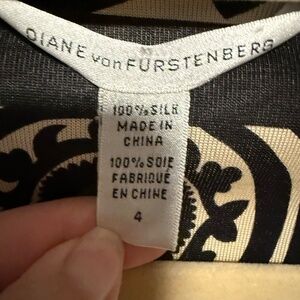 DIANE von FURSTENBERG
100% SILK
MADE IN
CHINA
100% SOIE
FABRIQUÉ
EN CHINE
4